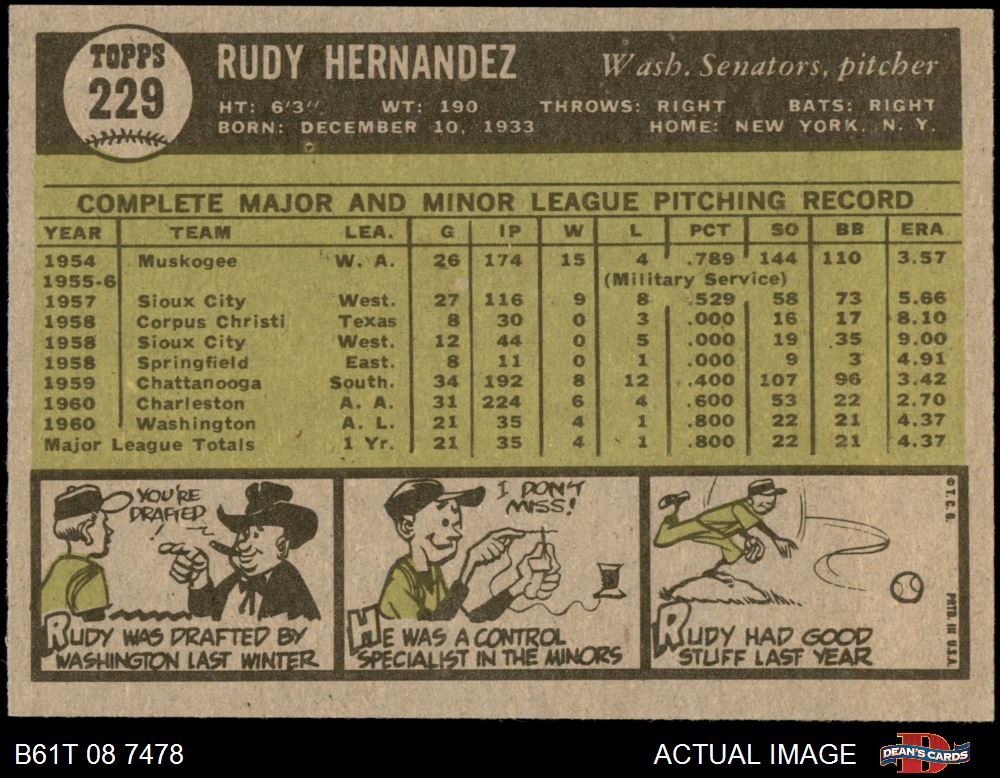 TOPPS
229
RUDY HERNANDEZ
Wash. Senators, pitcher
HT: 6'3" WT: 190 THROWS: RIGHT BATS: RIGHT
BORN: DECEMBER 10, 1933 HOME: NEW YORK, N. Y.
COMPLETE MAJOR AND MINOR LEAGUE PITCHING RECORD
YEAR TEAM LEA. G IP W L PCT SO BB ERA
1954 Muskogee W. A. 26 174 15 4 .789 144 110 3.57
1955-6 (Military Service)
1957 Sioux City West. 27 116 9 8 .529 58 73 5.66
1958 Corpus Christi Texas 8 30 0 3 .000 16 17 8.10
1958 Sioux City West. 12 44 0 5 .000 19 35 9.00
1958 Springfield East. 8 11 0 1 .000 9 3 4.91
1959 Chattanooga South. 34 192 8 12 .400 107 96 3.42
1960 Charleston A. A. 31 224 6 4 .600 53 22 2.70
1960 Washington A. L. 21 35 4 1 .800 22 21 4.37
Major League Totals 1 Yr. 21 35 4 1 .800 22 21 4.37
YOU'RE
DRAFTED
!
RUDY WAS DRAFTED BY
WASHINGTON LAST WINTER
I DON'T
MISS!
HE WAS A CONTROL
SPECIALIST IN THE MINORS
RUDY HAD GOOD
STUFF LAST YEAR
© T. C. G.
PRTD. IN U.S.A.
B61T 08 7478
ACTUAL IMAGE
D
DEAN'S CARDS